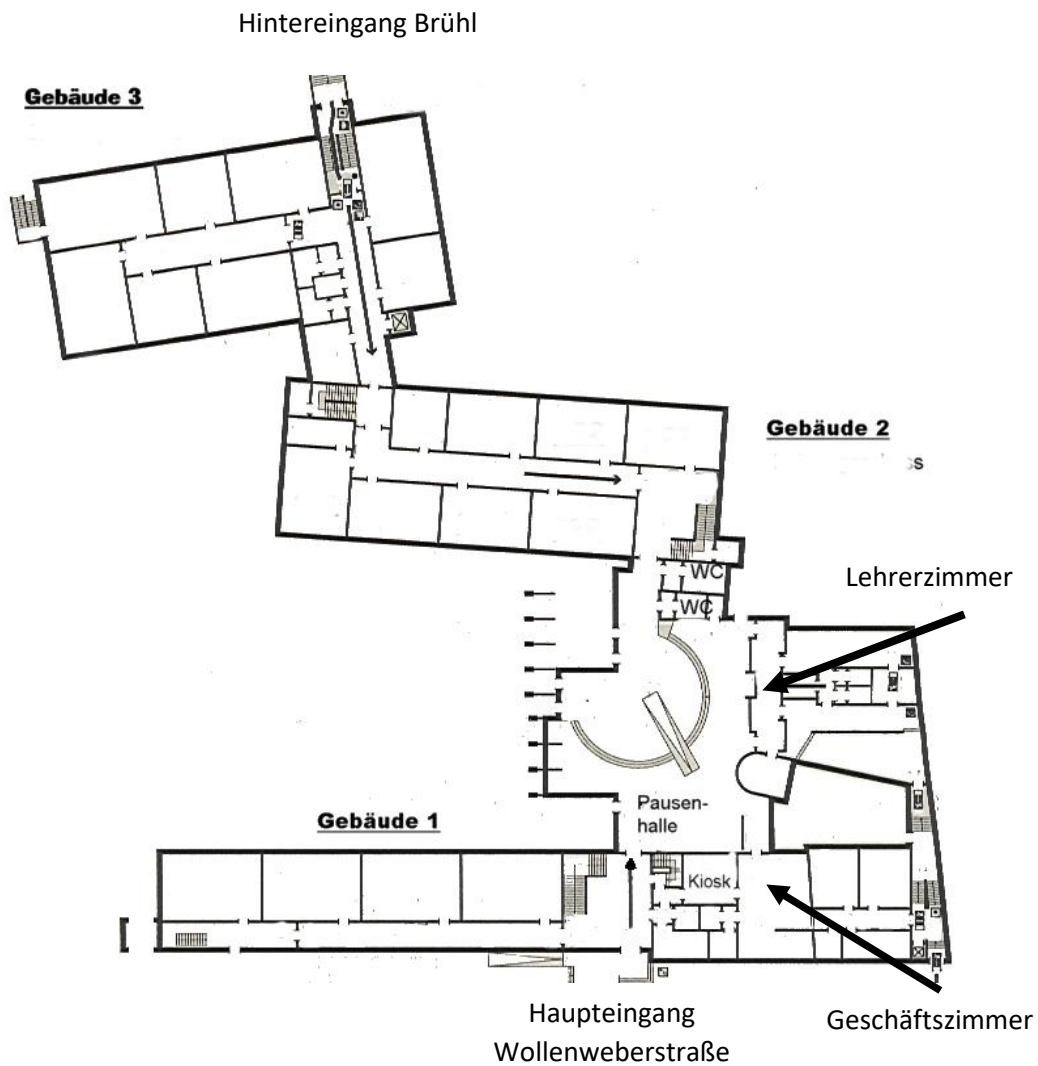 Hintereingang Brühl
Gebäude 3
Gebäude 2
s
WC
Lehrerzimmer
WC
Pausen-
halle
Gebäude 1
Kiosk
Haupteingang
Wollenweberstraße
Geschäftszimmer